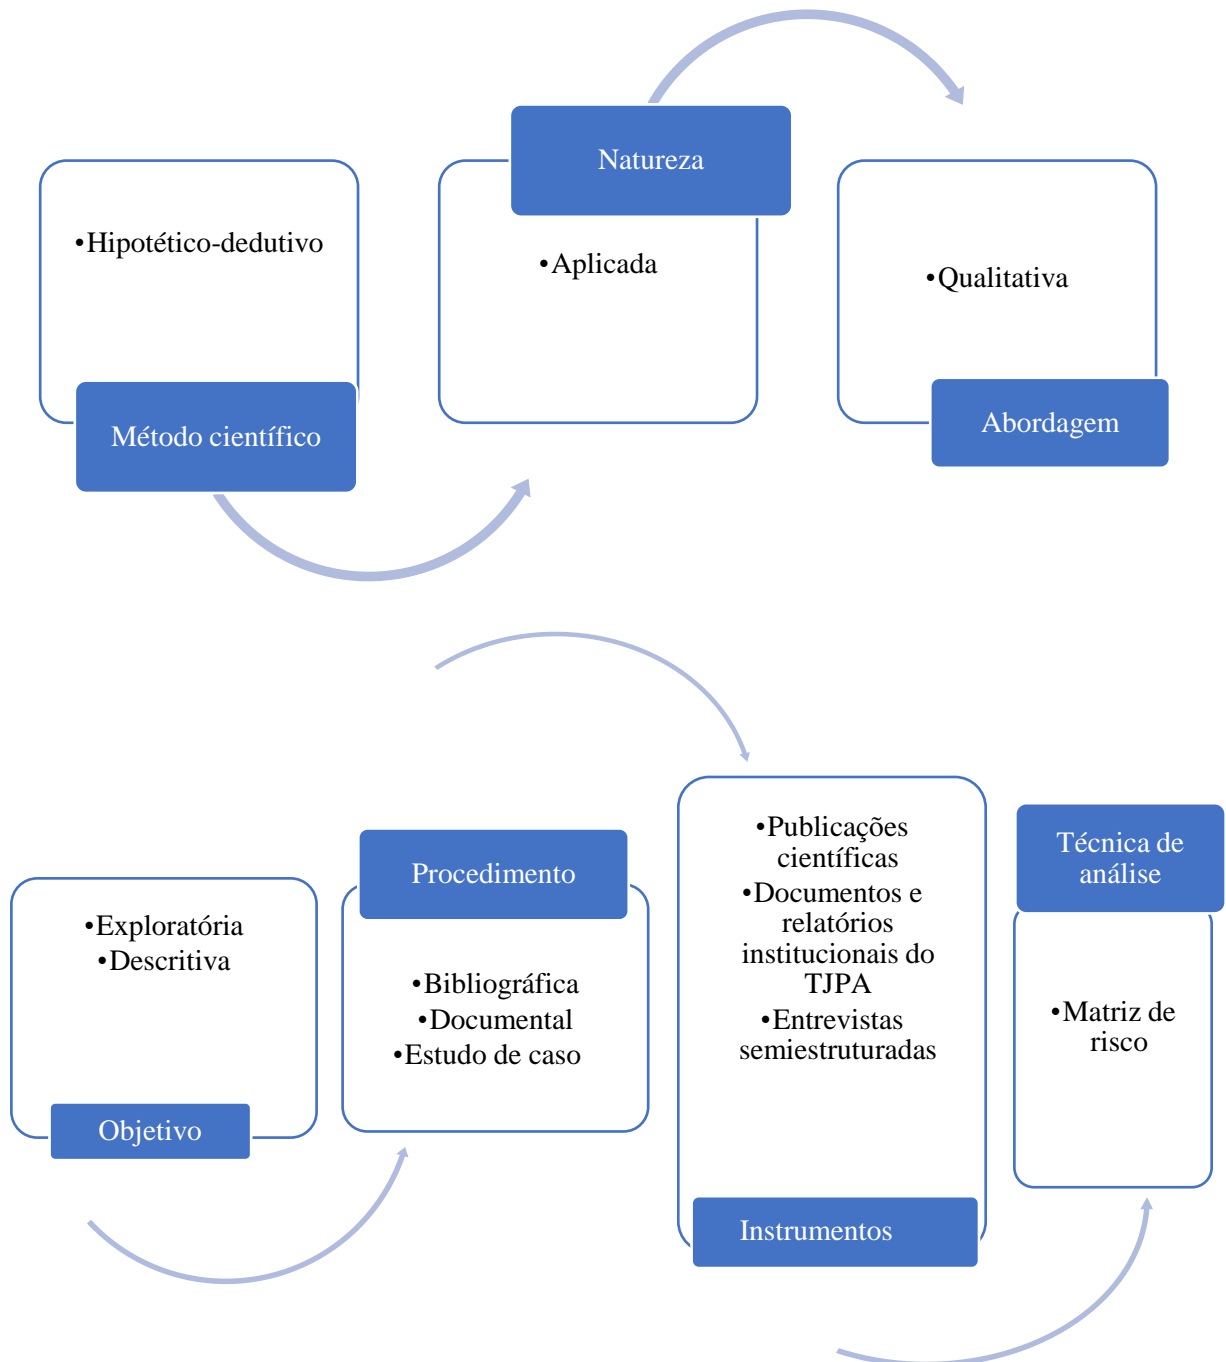 •Hipotético-dedutivo
Método científico
Natureza
•Aplicada
•Qualitativa
Abordagem
•Exploratória
•Descritiva
Objetivo
Procedimento
•Bibliográfica
•Documental
•Estudo de caso
•Publicações
científicas
•Documentos e
relatórios
institucionais do
TJPA
•Entrevistas
semiestruturadas
Instrumentos
Técnica de
análise
•Matriz de
risco